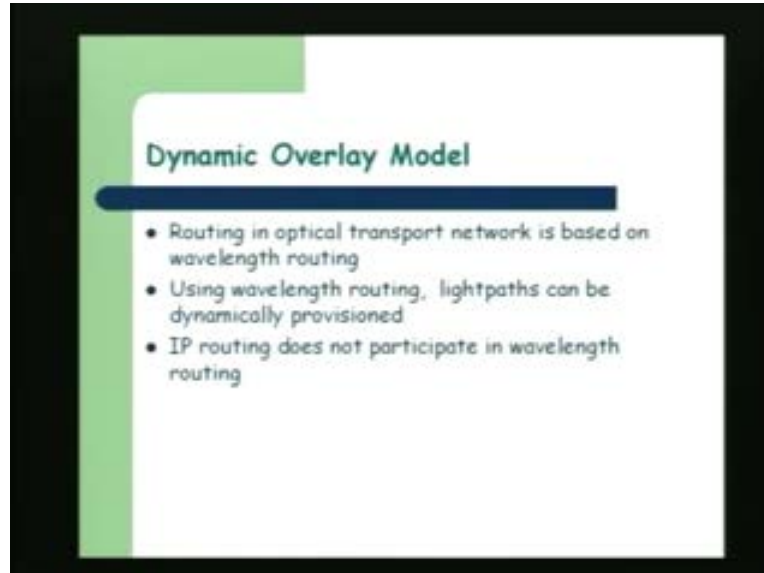 Dynamic Overlay Model
• Routing in optical transport network is based on
wavelength routing
• Using wavelength routing, lightpaths can be
dynamically provisioned
• IP routing does not participate in wavelength
routing